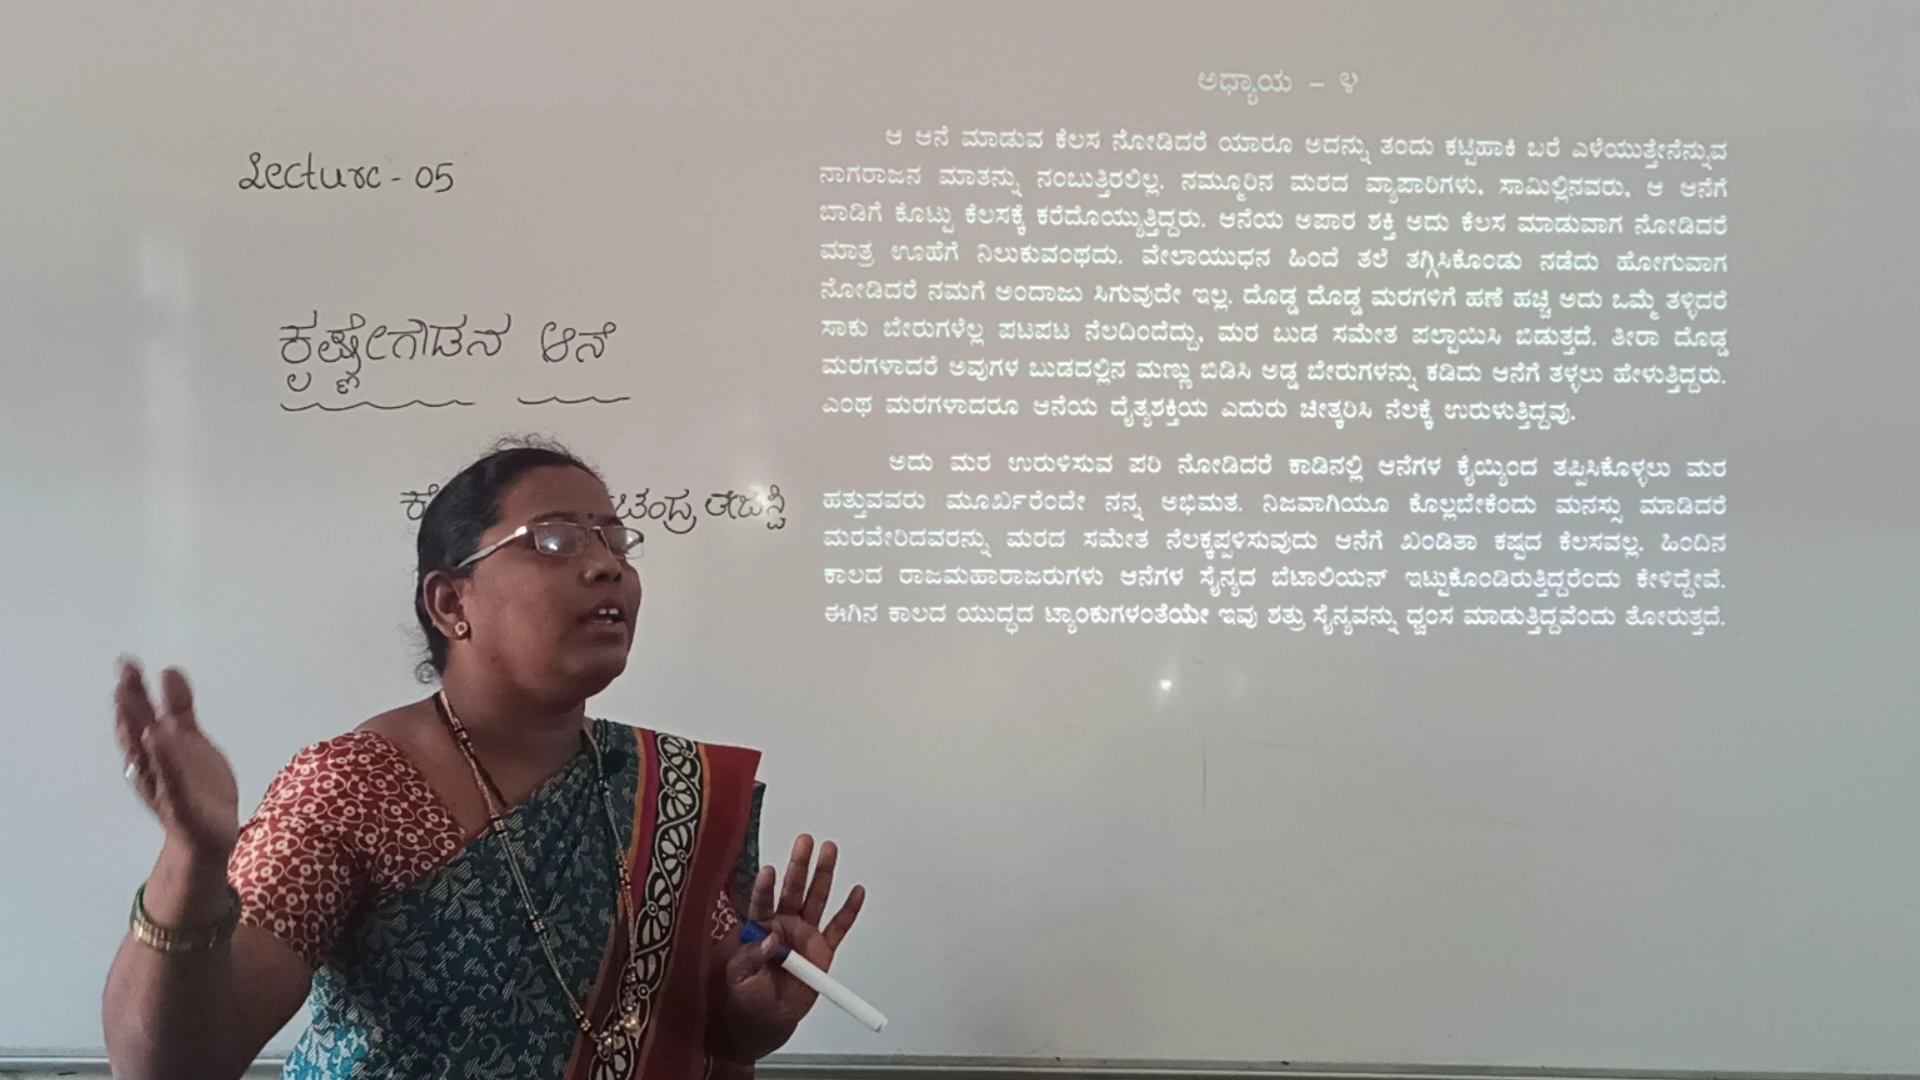 Lecture - 05
ಕೃಷ್ಣೇಗೌಡನ ಆನೆ
ಚಂದ್ರ ತೇಜಸ್ವಿ
ಅಧ್ಯಾಯ – ೪
ಆ ಆನೆ ಮಾಡುವ ಕೆಲಸ ನೋಡಿದರೆ ಯಾರೂ ಅದನ್ನು ತಂದು ಕಟ್ಟಿಹಾಕಿ ಬರೆ ಎಳೆಯುತ್ತೇನೆನ್ನುವ
ನಾಗರಾಜನ ಮಾತನ್ನು ನಂಬುತ್ತಿರಲಿಲ್ಲ. ನಮ್ಮೂರಿನ ಮರದ ವ್ಯಾಪಾರಿಗಳು, ಸಾಮಿಲ್ಲಿನವರು, ಆ ಆನೆಗೆ
ಬಾಡಿಗೆ ಕೊಟ್ಟು ಕೆಲಸಕ್ಕೆ ಕರೆದೊಯ್ಯುತ್ತಿದ್ದರು. ಆನೆಯ ಅಪಾರ ಶಕ್ತಿ ಅದು ಕೆಲಸ ಮಾಡುವಾಗ ನೋಡಿದರೆ
ಮಾತ್ರ ಊಹೆಗೆ ನಿಲುಕುವಂಥದು. ವೇಲಾಯುಧನ ಹಿಂದೆ ತಲೆ ತಗ್ಗಿಸಿಕೊಂಡು ನಡೆದು ಹೋಗುವಾಗ
ನೋಡಿದರೆ ನಮಗೆ ಅಂದಾಜು ಸಿಗುವುದೇ ಇಲ್ಲ. ದೊಡ್ಡ ದೊಡ್ಡ ಮರಗಳಿಗೆ ಹಣೆ ಹಚ್ಚಿ ಅದು ಒಮ್ಮೆ ತಳ್ಳಿದರೆ
ಸಾಕು ಬೇರುಗಳೆಲ್ಲ ಪಟಪಟ ನೆಲದಿಂದೆದ್ದು, ಮರ ಬುಡ ಸಮೇತ ಪಲ್ಟಾಯಿಸಿ ಬಿಡುತ್ತದೆ. ತೀರಾ ದೊಡ್ಡ
ಮರಗಳಾದರೆ ಅವುಗಳ ಬುಡದಲ್ಲಿನ ಮಣ್ಣು ಬಿಡಿಸಿ ಅಡ್ಡ ಬೇರುಗಳನ್ನು ಕಡಿದು ಆನೆಗೆ ತಳ್ಳಲು ಹೇಳುತ್ತಿದ್ದರು.
ಎಂಥ ಮರಗಳಾದರೂ ಆನೆಯ ದೈತ್ಯಶಕ್ತಿಯ ಎದುರು ಚೀತ್ಕರಿಸಿ ನೆಲಕ್ಕೆ ಉರುಳುತ್ತಿದ್ದವು.
ಅದು ಮರ ಉರುಳಿಸುವ ಪರಿ ನೋಡಿದರೆ ಕಾಡಿನಲ್ಲಿ ಆನೆಗಳ ಕೈಯ್ಯಿಂದ ತಪ್ಪಿಸಿಕೊಳ್ಳಲು ಮರ
ಹತ್ತುವವರು ಮೂರ್ಖರೆಂದೇ ನನ್ನ ಅಭಿಮತ. ನಿಜವಾಗಿಯೂ ಕೊಲ್ಲಬೇಕೆಂದು ಮನಸ್ಸು ಮಾಡಿದರೆ
ಮರವೇರಿದವರನ್ನು ಮರದ ಸಮೇತ ನೆಲಕ್ಕಪ್ಪಳಿಸುವುದು ಆನೆಗೆ ಖಂಡಿತಾ ಕಷ್ಟದ ಕೆಲಸವಲ್ಲ. ಹಿಂದಿನ
ಕಾಲದ ರಾಜಮಹಾರಾಜರುಗಳು ಆನೆಗಳ ಸೈನ್ಯದ ಬೆಟಾಲಿಯನ್ ಇಟ್ಟುಕೊಂಡಿರುತ್ತಿದ್ದರೆಂದು ಕೇಳಿದ್ದೇವೆ.
ಈಗಿನ ಕಾಲದ ಯುದ್ಧದ ಟ್ಯಾಂಕುಗಳಂತೆಯೇ ಇವು ಶತ್ರು ಸೈನ್ಯವನ್ನು ಧ್ವಂಸ ಮಾಡುತ್ತಿದ್ದವೆಂದು ತೋರುತ್ತದೆ.